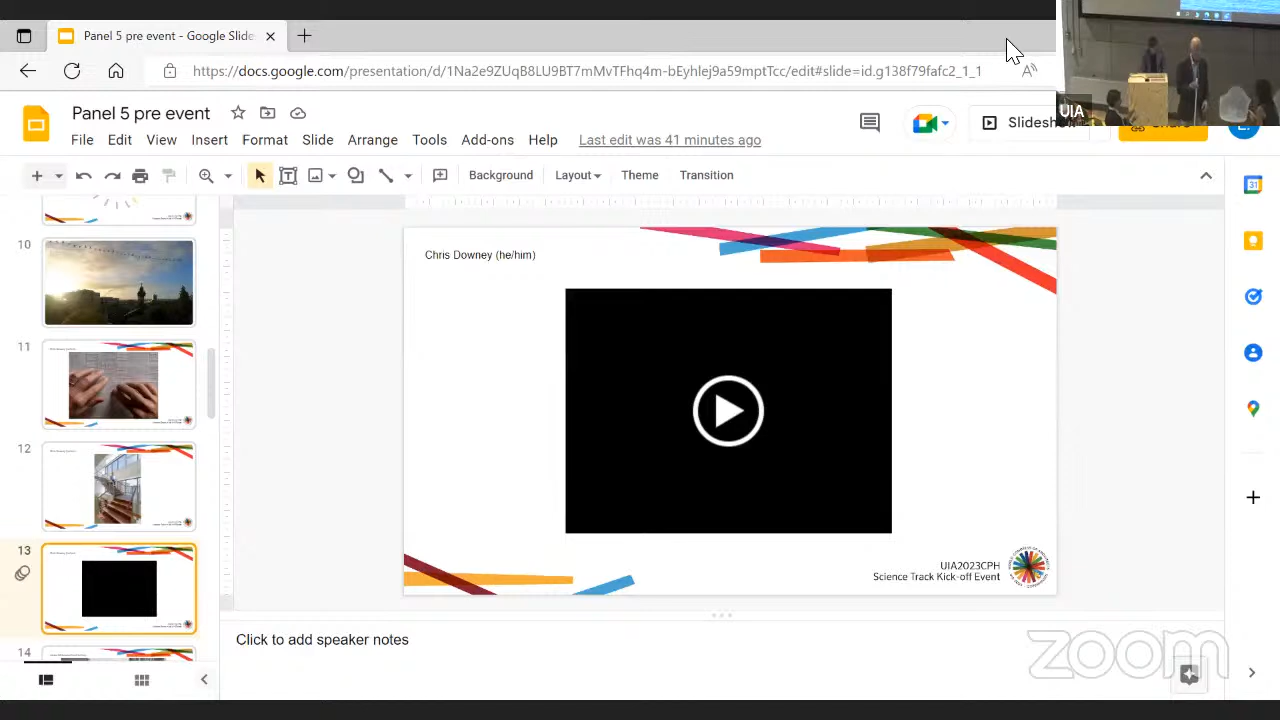 Panel 5 pre event - Google Slide
https://docs.google.com/presentation/d/1Na2e9ZUqB8LU9BT7mMvTFhq4m-bEyhlej9a59mptTcc/edit#slide=id.g138f79fafc2_1_1
UIA
Panel 5 pre event
Slideshow
File Edit View Insert Format Slide Arrange Tools Add-ons Help Last edit was 41 minutes ago
Background Layout Theme Transition
31
10
11
12
13
14
Chris Downey (he/him)
UIA2023CPH
Science Track Kick-off Event
Click to add speaker notes
zoom